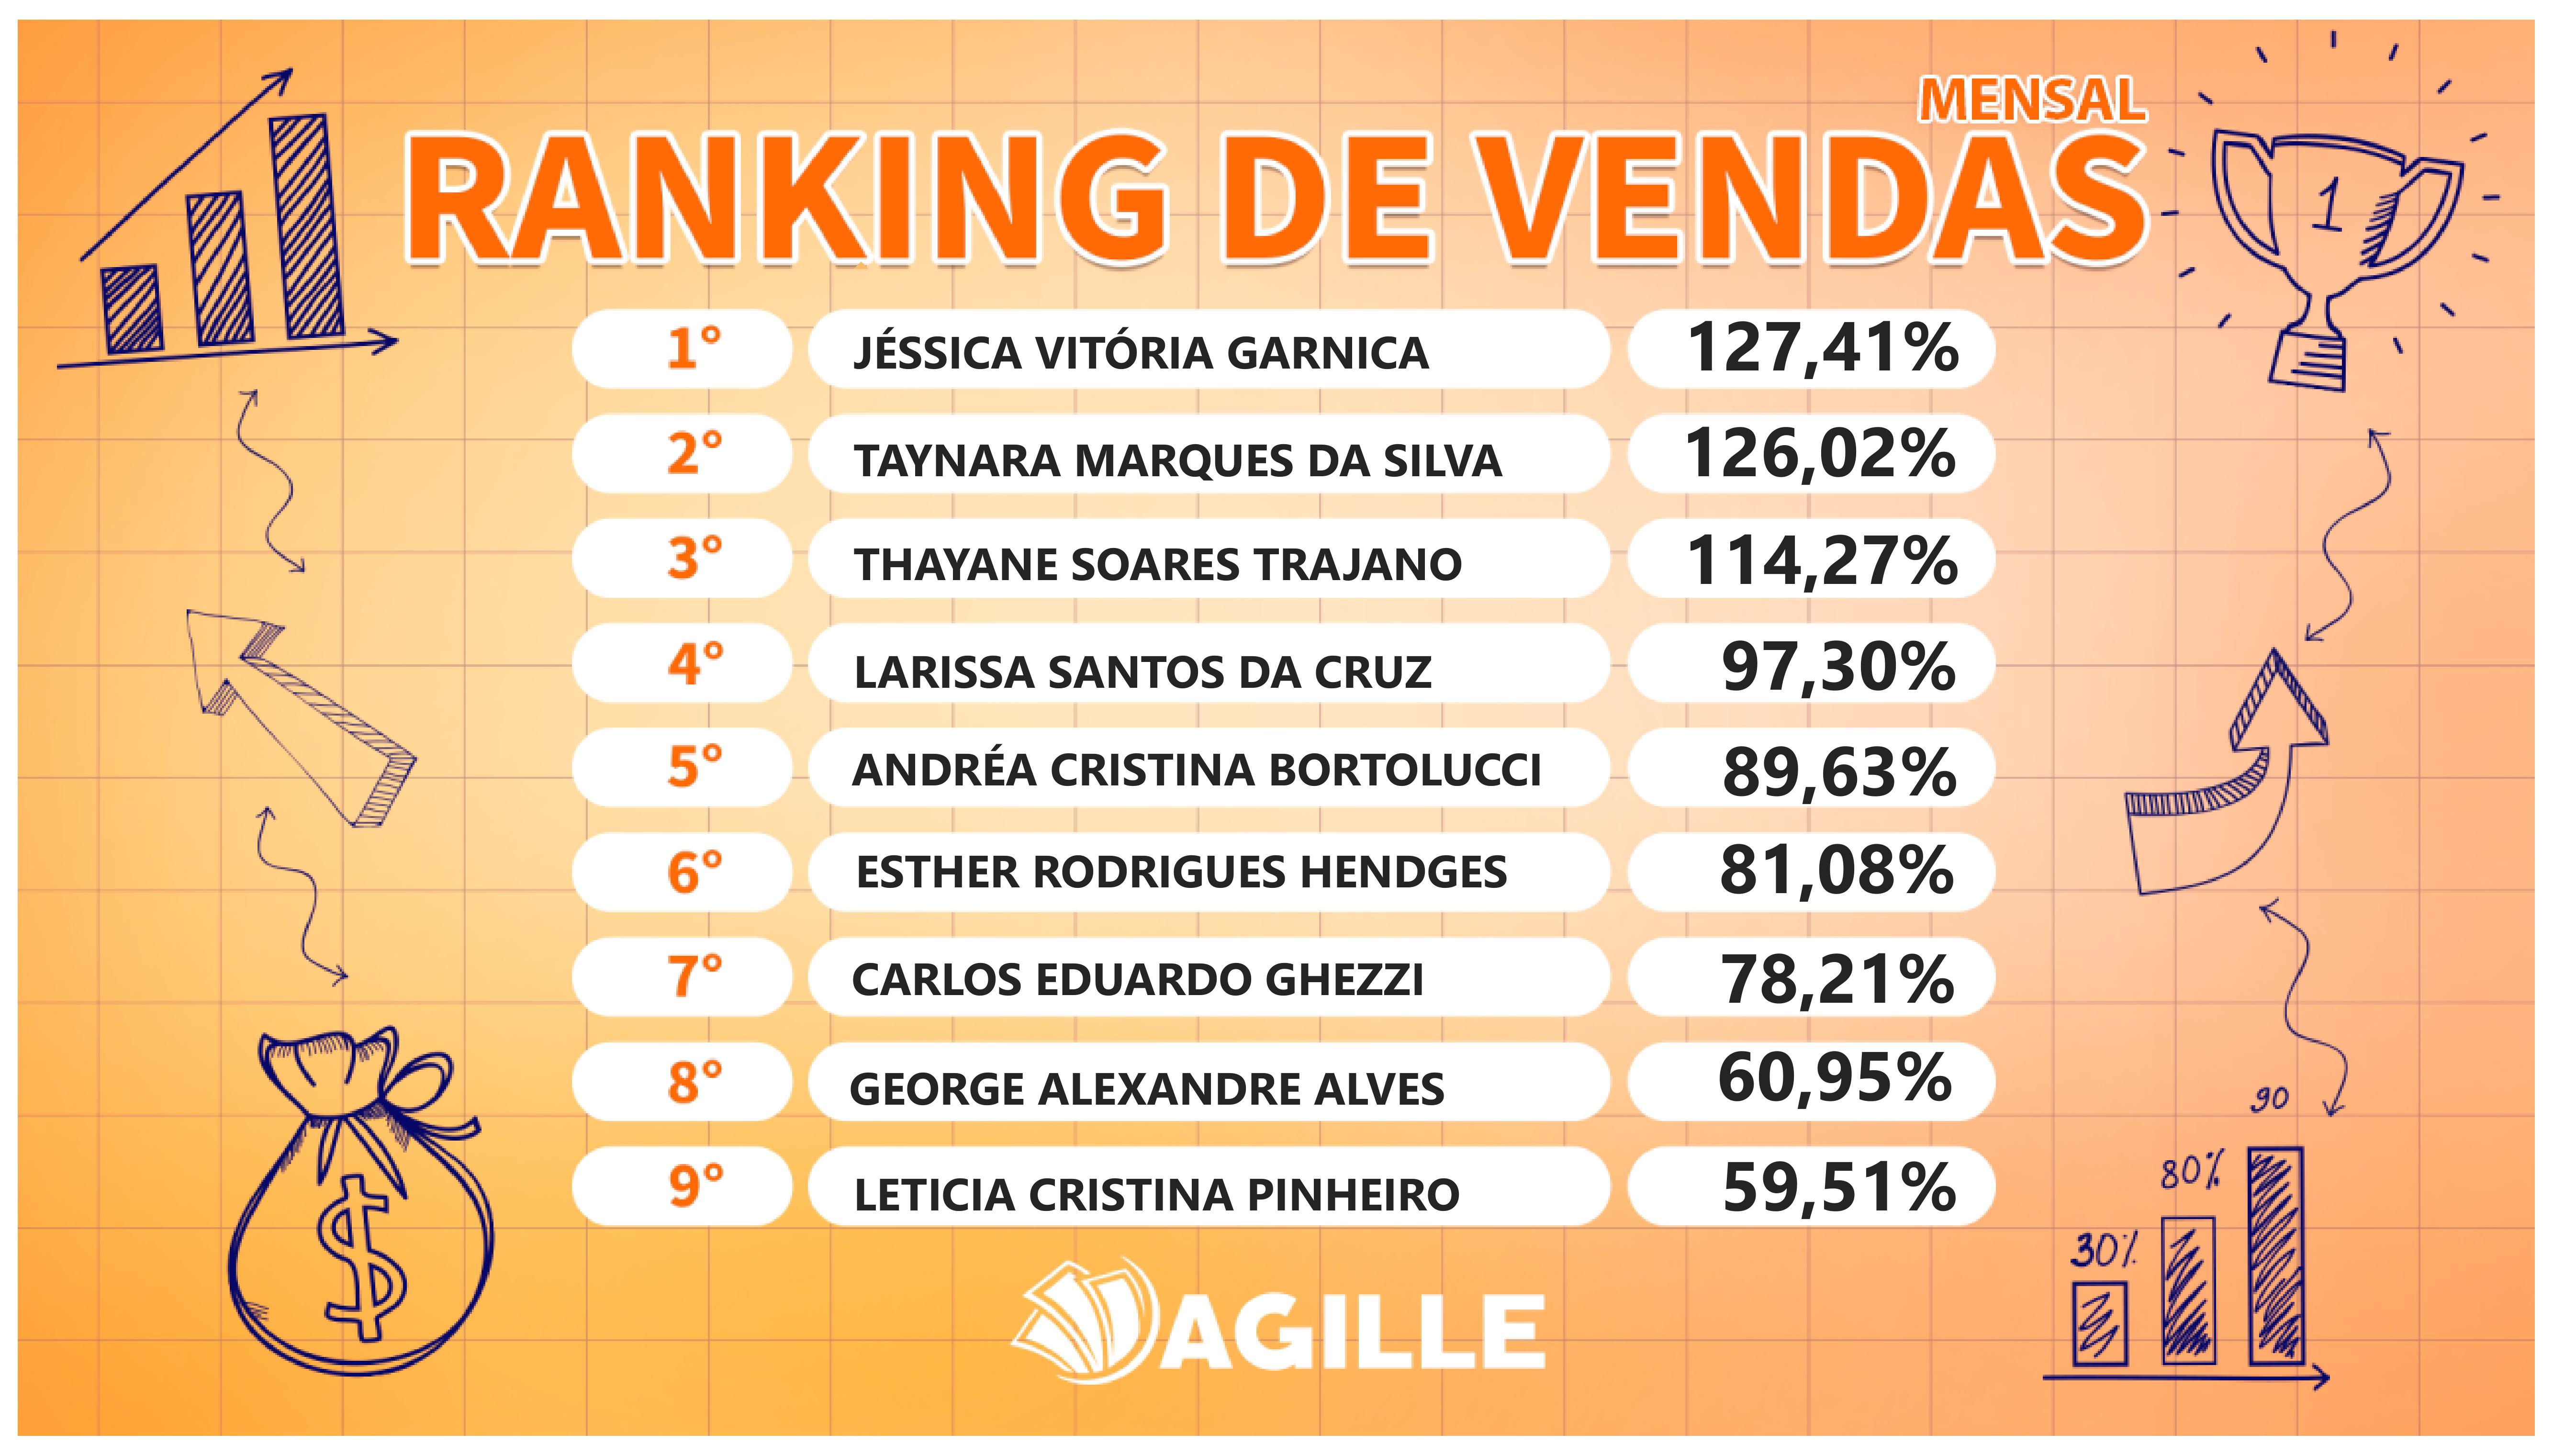 MENSAL
RANKING DE VENDAS
1
1° JÉSSICA VITÓRIA GARNICA 127,41%
2° TAYNARA MARQUES DA SILVA 126,02%
3° THAYANE SOARES TRAJANO 114,27%
4° LARISSA SANTOS DA CRUZ 97,30%
5° ANDRÉA CRISTINA BORTOLUCCI 89,63%
6° ESTHER RODRIGUES HENDGES 81,08%
7° CARLOS EDUARDO GHEZZI 78,21%
8° GEORGE ALEXANDRE ALVES 60,95%
9° LETICIA CRISTINA PINHEIRO 59,51%
90
80%
30%
$
AGILLE